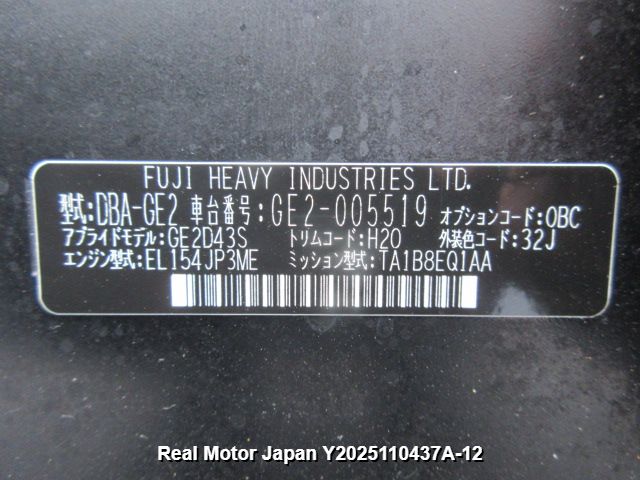 FUJI HEAVY INDUSTRIES LTD.
型式:DBA-GE2 車台番号:GE2-005519 オプションコード:0BC
アプライドモデル:GE2D43S トリムコード:H20 外装色コード:32J
エンジン型式:EL154JP3ME ミッション型式:TA1B8EQ1AA
Real Motor Japan Y2025110437A-12